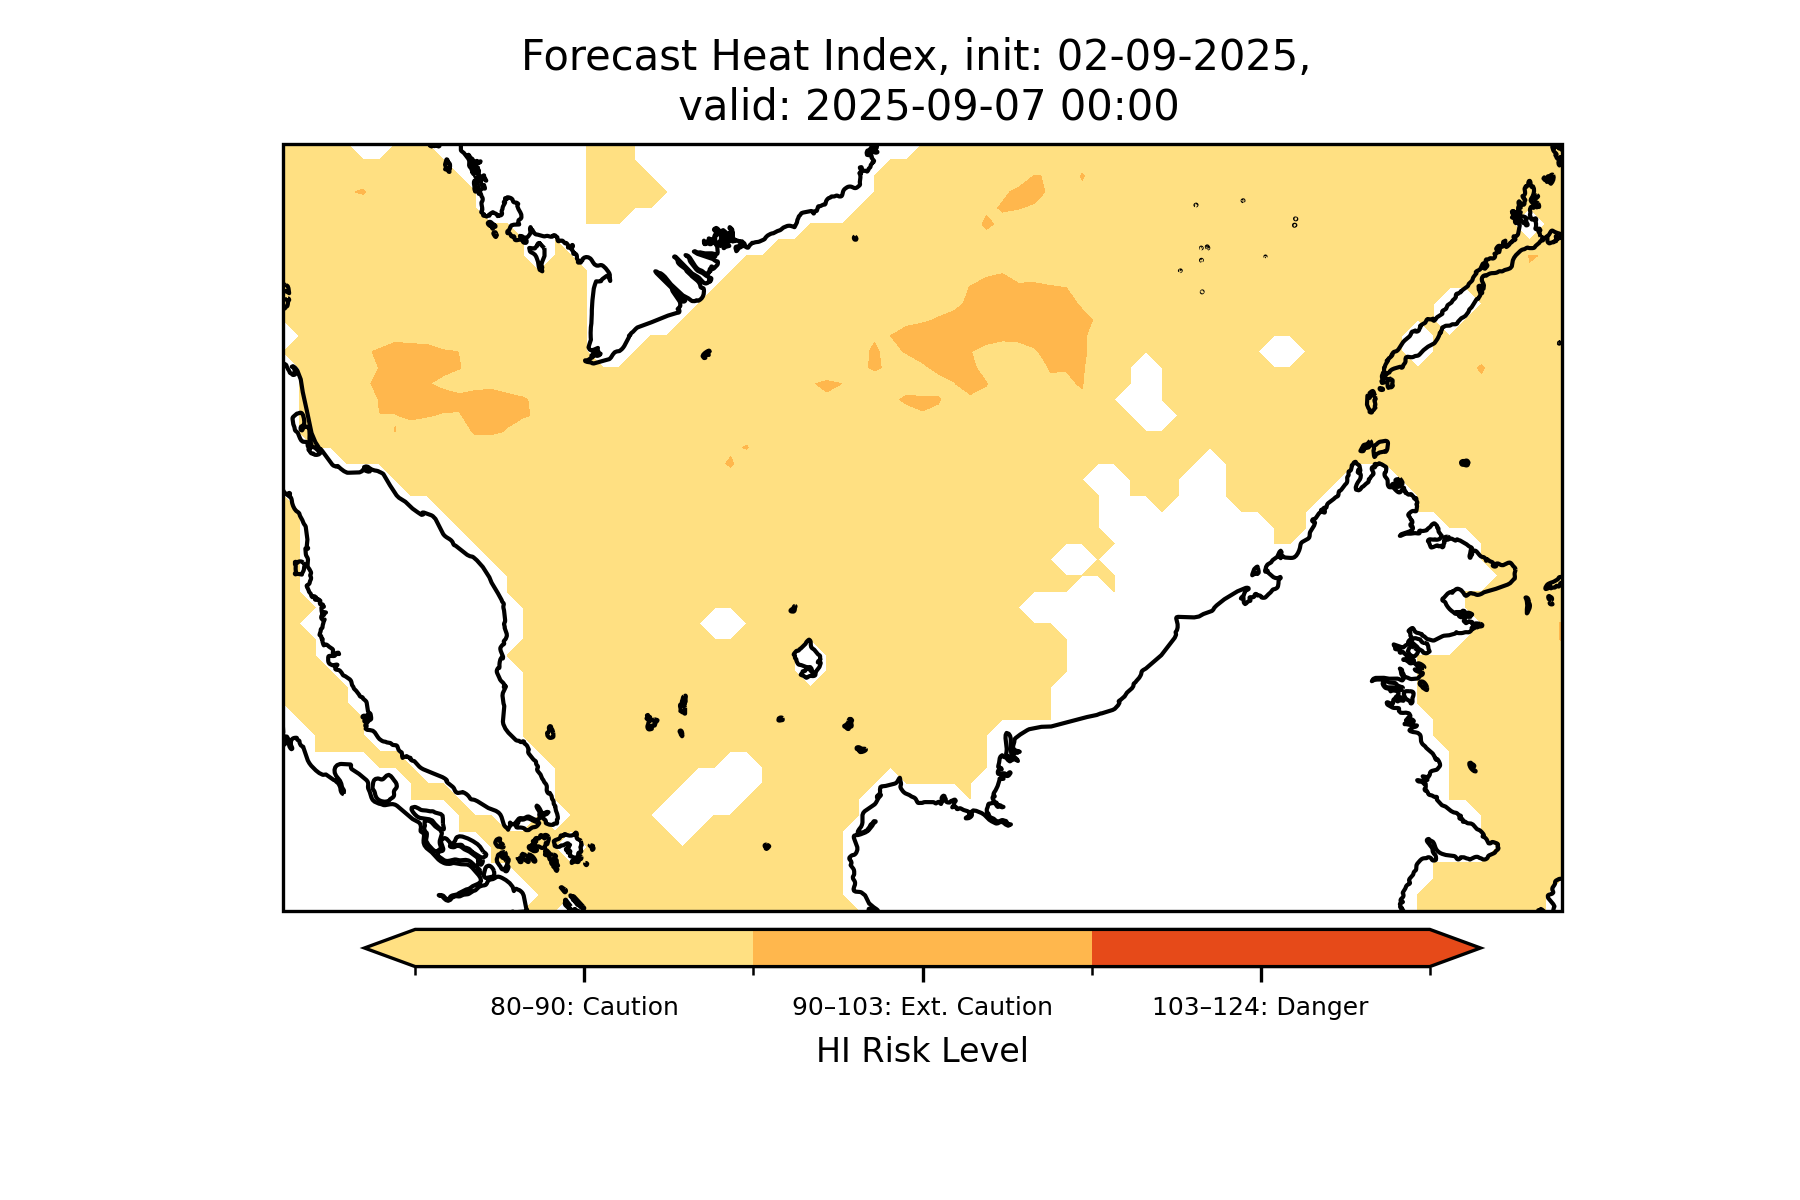 Forecast Heat Index, init: 02-09-2025,
valid: 2025-09-07 00:00
80–90: Caution
90–103: Ext. Caution
103–124: Danger
HI Risk Level